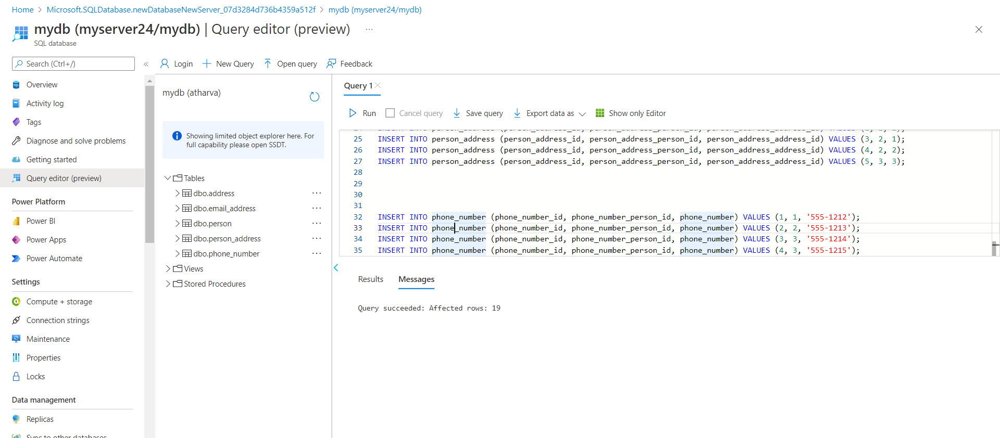 Home > Microsoft.SQLDatabase.newDatabaseNewServer_07d3284d736b4359a512f > mydb (myserver24/mydb)
mydb (myserver24/mydb) | Query editor (preview) ...
SQL database
Search (Ctrl+/)
«
Login
New Query
Open query
Feedback
Overview
Activity log
Tags
Diagnose and solve problems
Getting started
Query editor (preview)
Power Platform
Power BI
Power Apps
Power Automate
Settings
Compute + storage
Connection strings
Maintenance
Properties
Locks
Data management
Replicas
Sync to other databases
mydb (atharva)
Showing limited object explorer here. For
full capability please open SSDT.
Tables
dbo.address ...
dbo.email_address ...
dbo.person ...
dbo.person_address ...
dbo.phone_number ...
Views
Stored Procedures
Query 1
Run
Cancel query
Save query
Export data as
Show only Editor
25 INSERT INTO person_address (person_address_id, person_address_person_id, person_address_address_id) VALUES (3, 2, 1);
26 INSERT INTO person_address (person_address_id, person_address_person_id, person_address_address_id) VALUES (4, 2, 2);
27 INSERT INTO person_address (person_address_id, person_address_person_id, person_address_address_id) VALUES (5, 3, 3);
28
29
30
31
32 INSERT INTO phone_number (phone_number_id, phone_number_person_id, phone_number) VALUES (1, 1, '555-1212');
33 INSERT INTO phone_number (phone_number_id, phone_number_person_id, phone_number) VALUES (2, 2, '555-1213');
34 INSERT INTO phone_number (phone_number_id, phone_number_person_id, phone_number) VALUES (3, 3, '555-1214');
35 INSERT INTO phone_number (phone_number_id, phone_number_person_id, phone_number) VALUES (4, 3, '555-1215');
Results
Messages
Query succeeded: Affected rows: 19